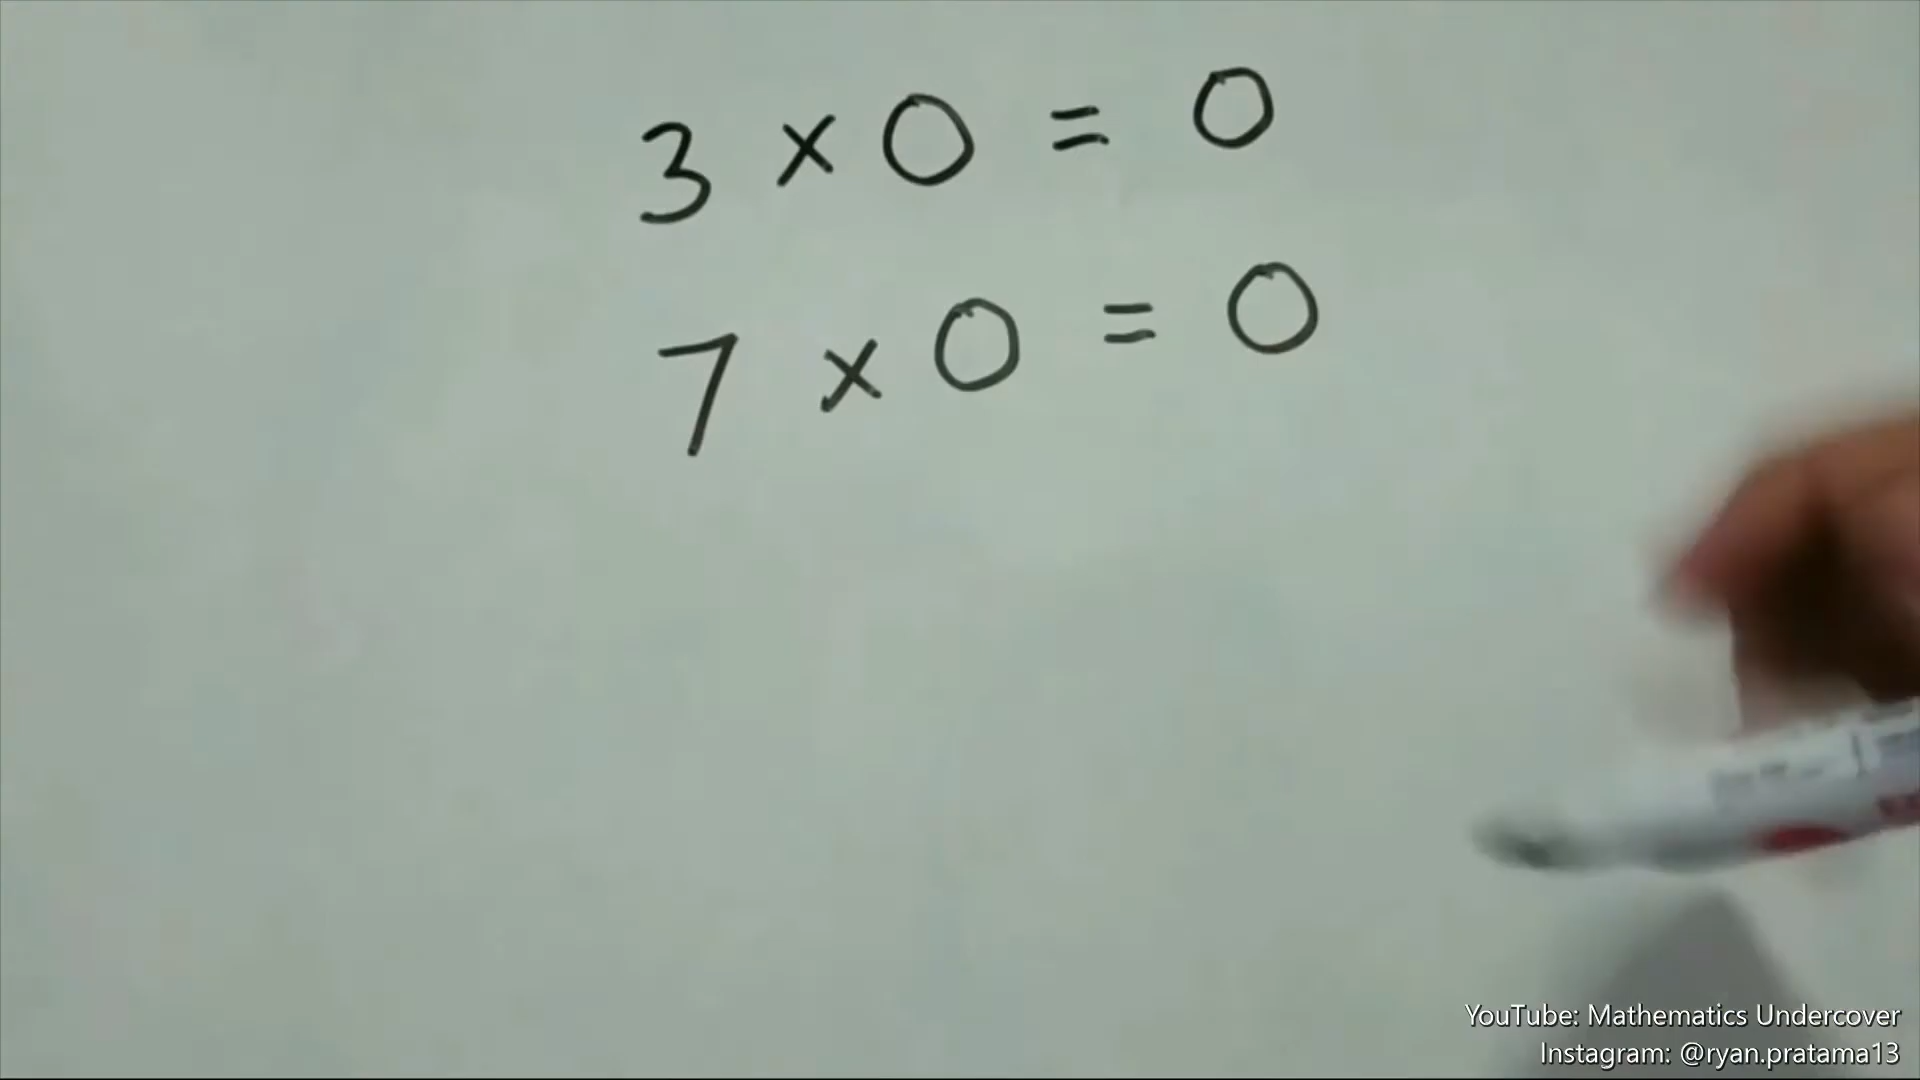 3 × 0 = 0
7 × 0 = 0
YouTube: Mathematics Undercover
Instagram: @ryan.pratama13